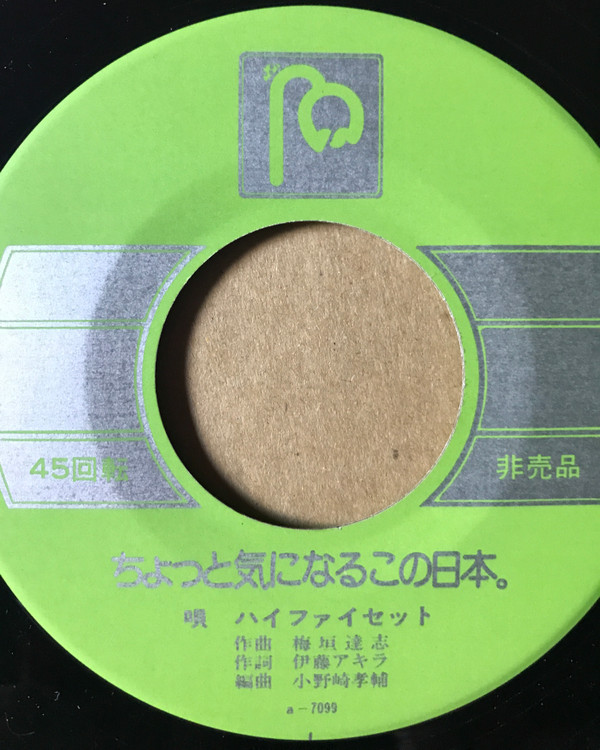 45回転
非売品
ちょっと気になるこの日本。
唄 ハイファイセット
作曲 梅垣達志
作詞 伊藤アキラ
編曲 小野崎孝輔
a-7099